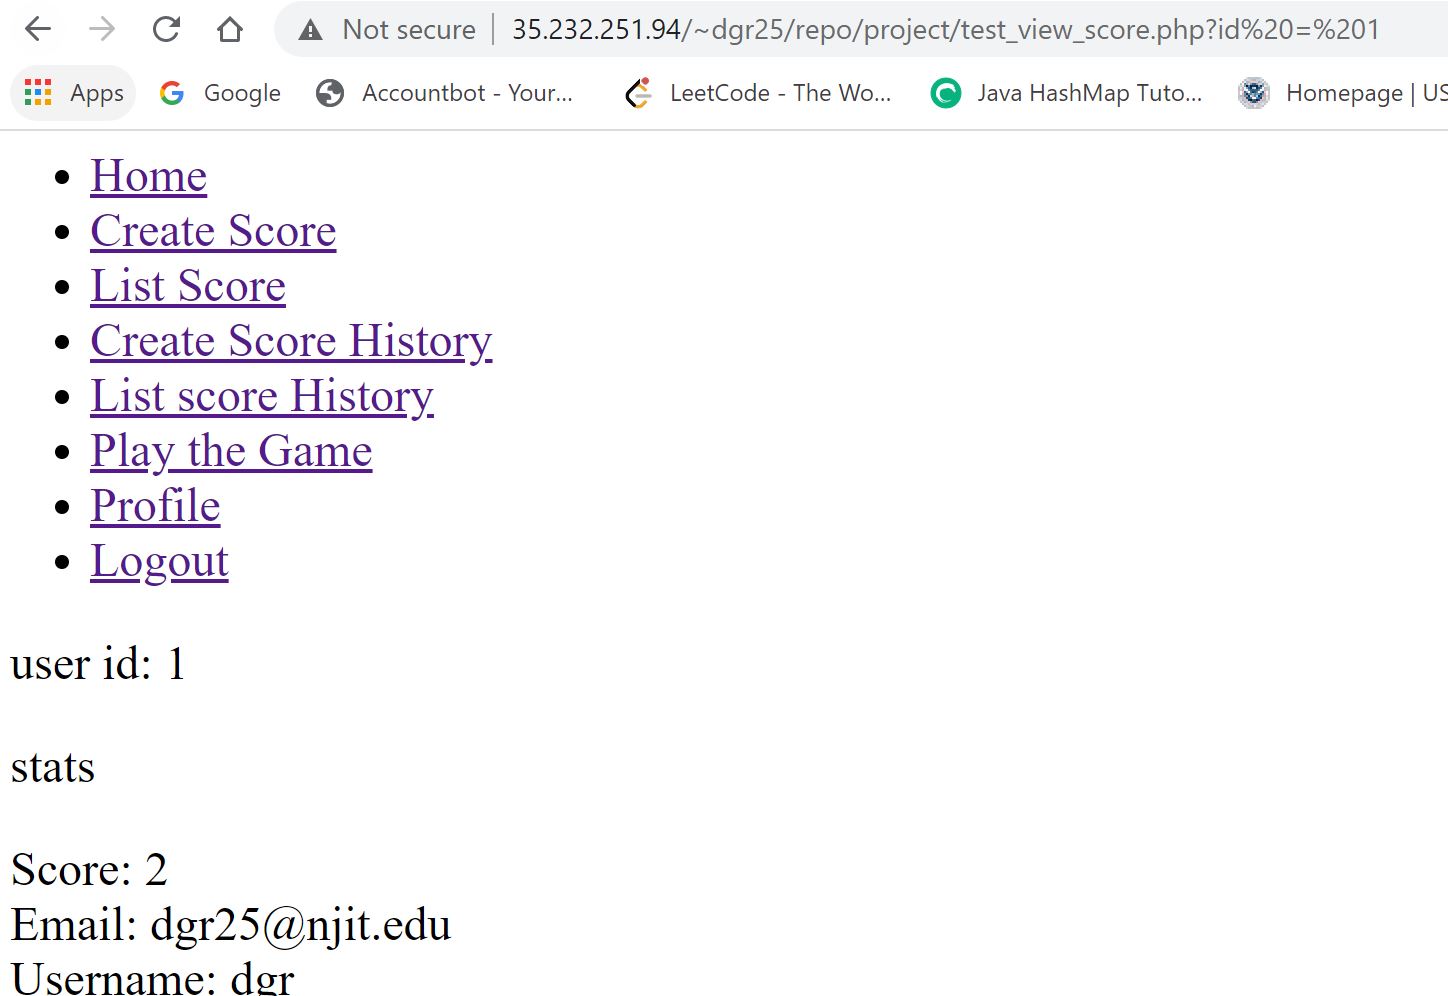 Not secure 35.232.251.94/~dgr25/repo/project/test_view_score.php?id%20=%201
Apps Google Accountbot - Your... LeetCode - The Wo... Java HashMap Tuto... Homepage | US
Home
Create Score
List Score
Create Score History
List score History
Play the Game
Profile
Logout
user id: 1
stats
Score: 2
Email: dgr25@njit.edu
Username: dgr